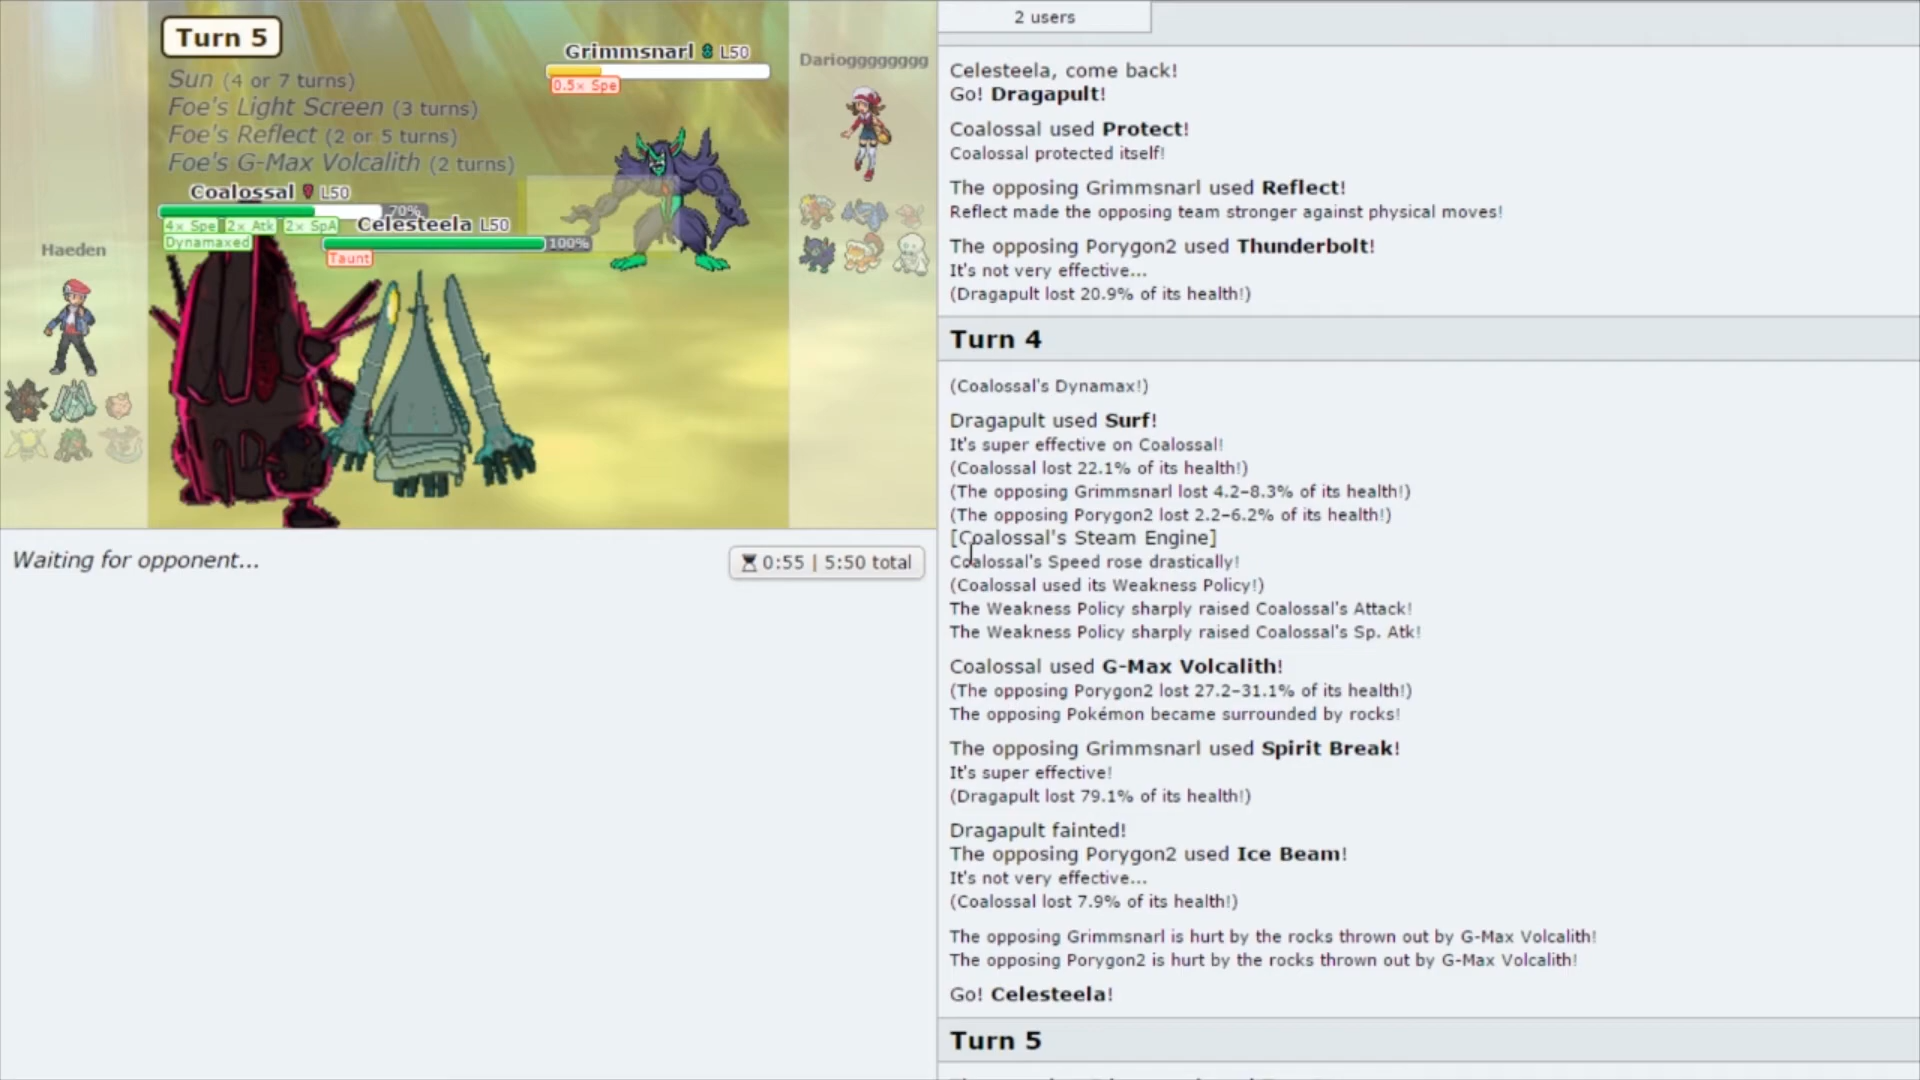 Turn 5
Sun (4 or 7 turns)
Foe's Light Screen (3 turns)
Foe's Reflect (2 or 5 turns)
Foe's G-Max Volcalith (2 turns)
Grimmsnarl L50
0.5× Spe
Coalossal L50
70%
4× Spe 2× Atk 2× SpA
Dynamaxed
Celesteela L50
100%
Taunt
Haeden
Dariogggggggg
Waiting for opponent...
0:55 | 5:50 total
2 users
Celesteela, come back!
Go! Dragapult!
Coalossal used Protect!
Coalossal protected itself!
The opposing Grimmsnarl used Reflect!
Reflect made the opposing team stronger against physical moves!
The opposing Porygon2 used Thunderbolt!
It's not very effective...
(Dragapult lost 20.9% of its health!)
Turn 4
(Coalossal's Dynamax!)
Dragapult used Surf!
It's super effective on Coalossal!
(Coalossal lost 22.1% of its health!)
(The opposing Grimmsnarl lost 4.2–8.3% of its health!)
(The opposing Porygon2 lost 2.2–6.2% of its health!)
[Coalossal's Steam Engine]
Coalossal's Speed rose drastically!
(Coalossal used its Weakness Policy!)
The Weakness Policy sharply raised Coalossal's Attack!
The Weakness Policy sharply raised Coalossal's Sp. Atk!
Coalossal used G-Max Volcalith!
(The opposing Porygon2 lost 27.2–31.1% of its health!)
The opposing Pokémon became surrounded by rocks!
The opposing Grimmsnarl used Spirit Break!
It's super effective!
(Dragapult lost 79.1% of its health!)
Dragapult fainted!
The opposing Porygon2 used Ice Beam!
It's not very effective...
(Coalossal lost 7.9% of its health!)
The opposing Grimmsnarl is hurt by the rocks thrown out by G-Max Volcalith!
The opposing Porygon2 is hurt by the rocks thrown out by G-Max Volcalith!
Go! Celesteela!
Turn 5